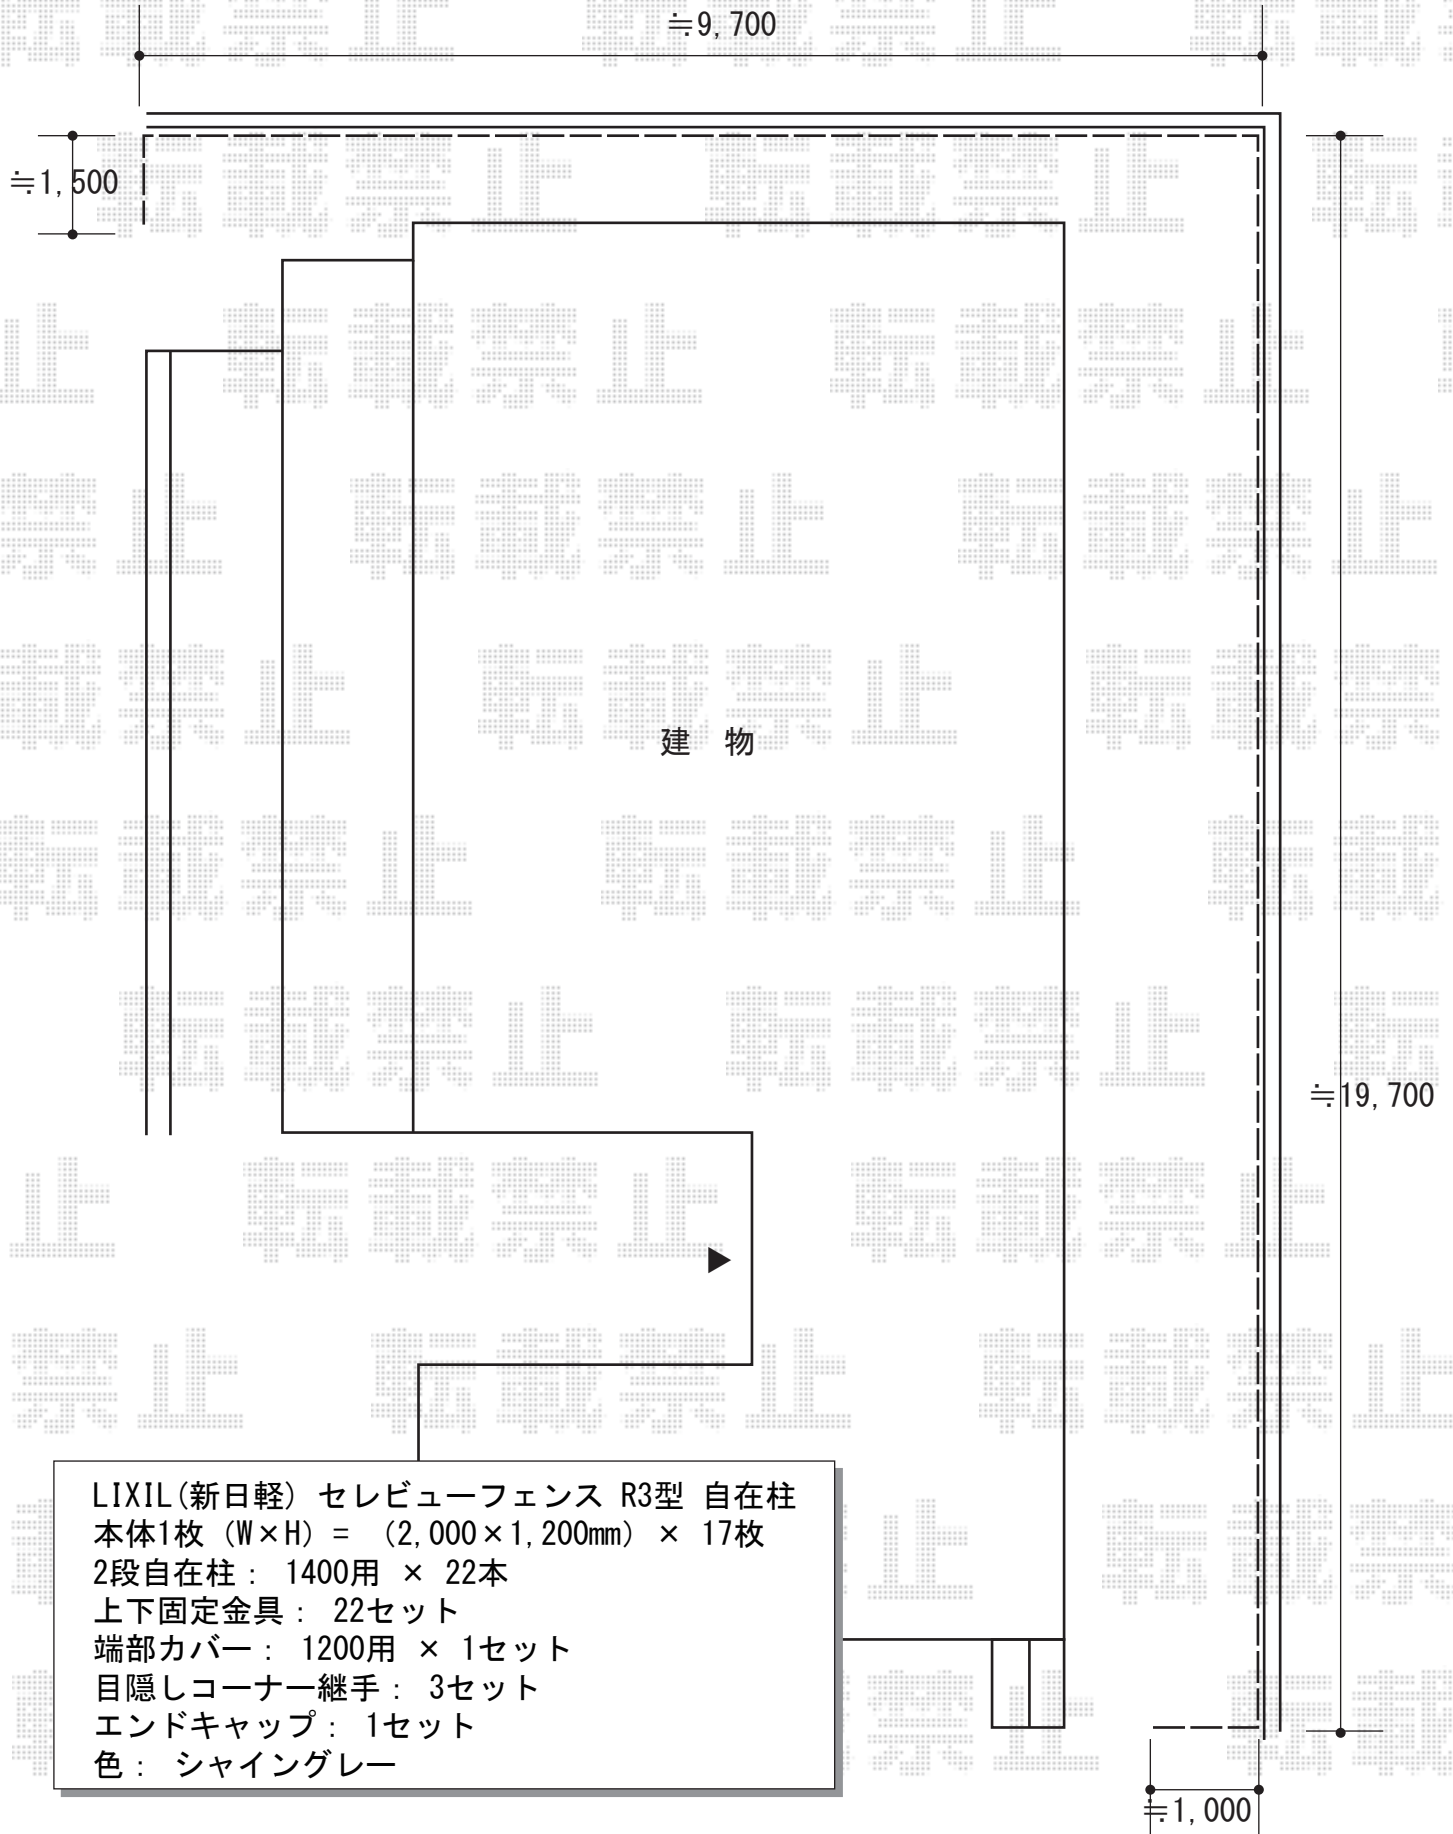 ≒9,700
≒1,500
建　物
≒19,700
LIXIL(新日軽) セレビューフェンス R3型 自在柱
本体1枚 (W×H) = (2,000×1,200mm) × 17枚
2段自在柱： 1400用 × 22本
上下固定金具： 22セット
端部カバー： 1200用 × 1セット
目隠しコーナー継手： 3セット
エンドキャップ： 1セット
色： シャイングレー
≒1,000
転載禁止